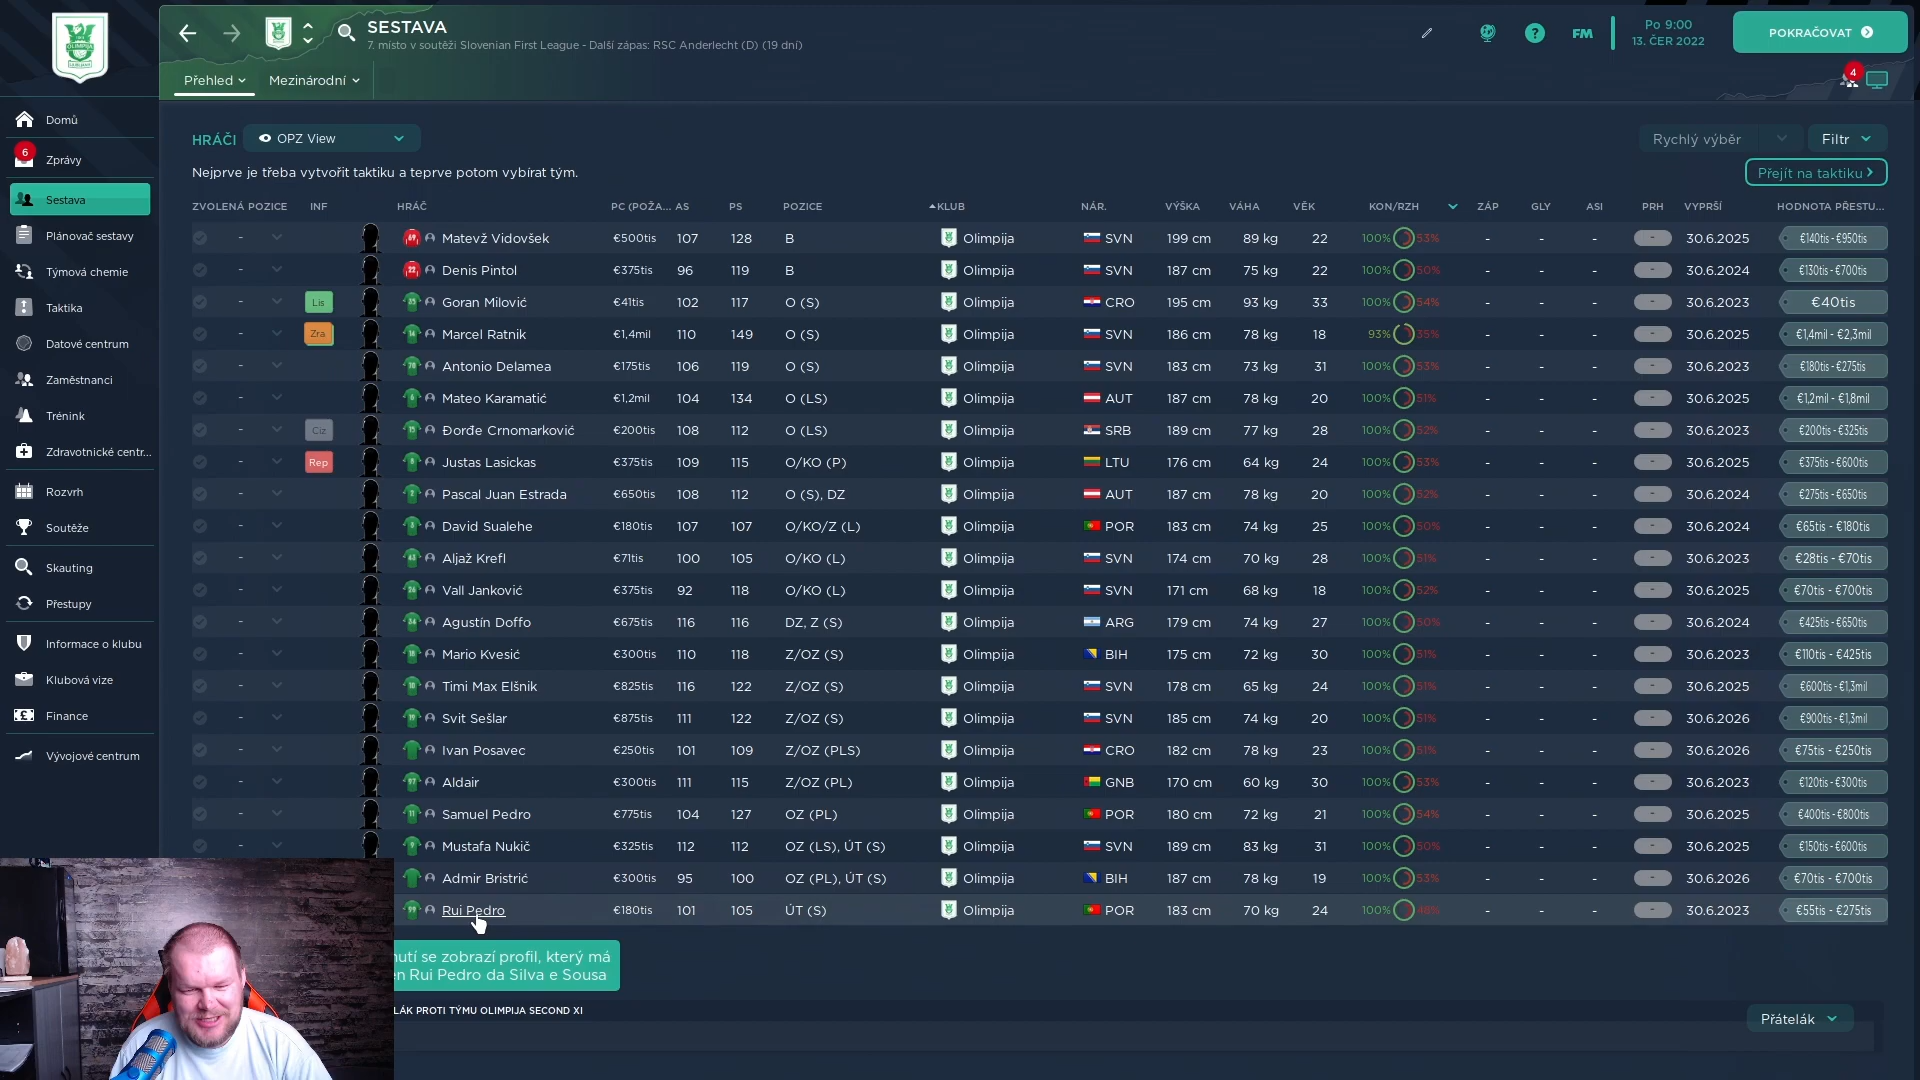 SESTAVA
7. místo v soutěži Slovenian First League - Další zápas: RSC Anderlecht (D) (19 dní)
FM
Po 9:00
13. ČER 2022
POKRAČOVAT
Přehled
Mezinárodní
4
Domů
6
Zprávy
Sestava
Plánovač sestavy
Týmová chemie
Taktika
Datové centrum
Zaměstnanci
Trénink
Zdravotnické centr...
Rozvrh
Soutěže
Skauting
Přestupy
Informace o klubu
Klubová vize
Finance
Vývojové centrum
HRÁČI
OPZ View
Rychlý výběr
Filtr
Nejprve je třeba vytvořit taktiku a teprve potom vybírat tým.
Přejít na taktiku
ZVOLENÁ POZICE INF HRÁČ PC (POŽA... AS PS POZICE KLUB NÁR. VÝŠKA VÁHA VĚK KON/RZH ZÁP GLY ASI PRH VYPRŠÍ HODNOTA PŘESTU...
- Matevž Vidovšek €500tis 107 128 B Olimpija SVN 199 cm 89 kg 22 100% 53% - - - - 30.6.2025 €140tis - €950tis
- Denis Pintol €375tis 96 119 B Olimpija SVN 187 cm 75 kg 22 100% 50% - - - - 30.6.2024 €130tis - €700tis
- Lis Goran Milović €41tis 102 117 O (S) Olimpija CRO 195 cm 93 kg 33 100% 54% - - - - 30.6.2023 €40tis
- Zra Marcel Ratnik €1,4mil 110 149 O (S) Olimpija SVN 186 cm 78 kg 18 93% 35% - - - - 30.6.2025 €1,4mil - €2,3mil
- Antonio Delamea €175tis 106 119 O (S) Olimpija SVN 183 cm 73 kg 31 100% 53% - - - - 30.6.2023 €180tis - €275tis
- Mateo Karamatić €1,2mil 104 134 O (LS) Olimpija AUT 187 cm 78 kg 20 100% 51% - - - - 30.6.2025 €1,2mil - €1,8mil
- Ciz Đorđe Crnomarković €200tis 108 112 O (LS) Olimpija SRB 189 cm 77 kg 28 100% 52% - - - - 30.6.2025 €200tis - €325tis
- Rep Justas Lasickas €375tis 109 115 O/KO (P) Olimpija LTU 176 cm 64 kg 24 100% 53% - - - - 30.6.2025 €375tis - €600tis
- Pascal Juan Estrada €650tis 108 112 O (S), DZ Olimpija AUT 187 cm 78 kg 20 100% 52% - - - - 30.6.2024 €275tis - €650tis
- David Sualehe €180tis 107 107 O/KO/Z (L) Olimpija POR 183 cm 74 kg 25 100% 50% - - - - 30.6.2024 €65tis - €180tis
- Aljaž Krefl €71tis 100 105 O/KO (L) Olimpija SVN 174 cm 70 kg 28 100% 51% - - - - 30.6.2023 €28tis - €70tis
- Vall Janković €375tis 92 118 O/KO (L) Olimpija SVN 171 cm 68 kg 18 100% 52% - - - - 30.6.2025 €70tis - €700tis
- Agustín Doffo €675tis 116 116 DZ, Z (S) Olimpija ARG 179 cm 74 kg 27 100% 50% - - - - 30.6.2024 €425tis - €650tis
- Mario Kvesić €300tis 110 118 Z/OZ (S) Olimpija BIH 175 cm 72 kg 30 100% 51% - - - - 30.6.2023 €110tis - €425tis
- Timi Max Elšnik €825tis 116 122 Z/OZ (S) Olimpija SVN 178 cm 65 kg 24 100% 51% - - - - 30.6.2025 €600tis - €1,3mil
- Svit Sešlar €875tis 111 122 Z/OZ (S) Olimpija SVN 185 cm 74 kg 20 100% 51% - - - - 30.6.2026 €900tis - €1,3mil
- Ivan Posavec €250tis 101 109 Z/OZ (PLS) Olimpija CRO 182 cm 78 kg 23 100% 51% - - - - 30.6.2026 €75tis - €250tis
- Aldair €300tis 111 115 Z/OZ (PL) Olimpija GNB 170 cm 60 kg 30 100% 53% - - - - 30.6.2023 €120tis - €300tis
- Samuel Pedro €775tis 104 127 OZ (PL) Olimpija POR 180 cm 72 kg 21 100% 54% - - - - 30.6.2025 €400tis - €800tis
- Mustafa Nukič €325tis 112 112 OZ (LS), ÚT (S) Olimpija SVN 189 cm 83 kg 31 100% 50% - - - - 30.6.2025 €150tis - €600tis
Admir Bristrić €300tis 95 100 OZ (PL), ÚT (S) Olimpija BIH 187 cm 78 kg 19 100% 53% - - - - 30.6.2026 €70tis - €700tis
Rui Pedro €180tis 101 105 ÚT (S) Olimpija POR 183 cm 70 kg 24 100% 48% - - - - 30.6.2023 €55tis - €275tis
nutí se zobrazí profil, který má
en Rui Pedro da Silva e Sousa
LÁK PROTI TÝMU OLIMPIJA SECOND XI
Přátelák